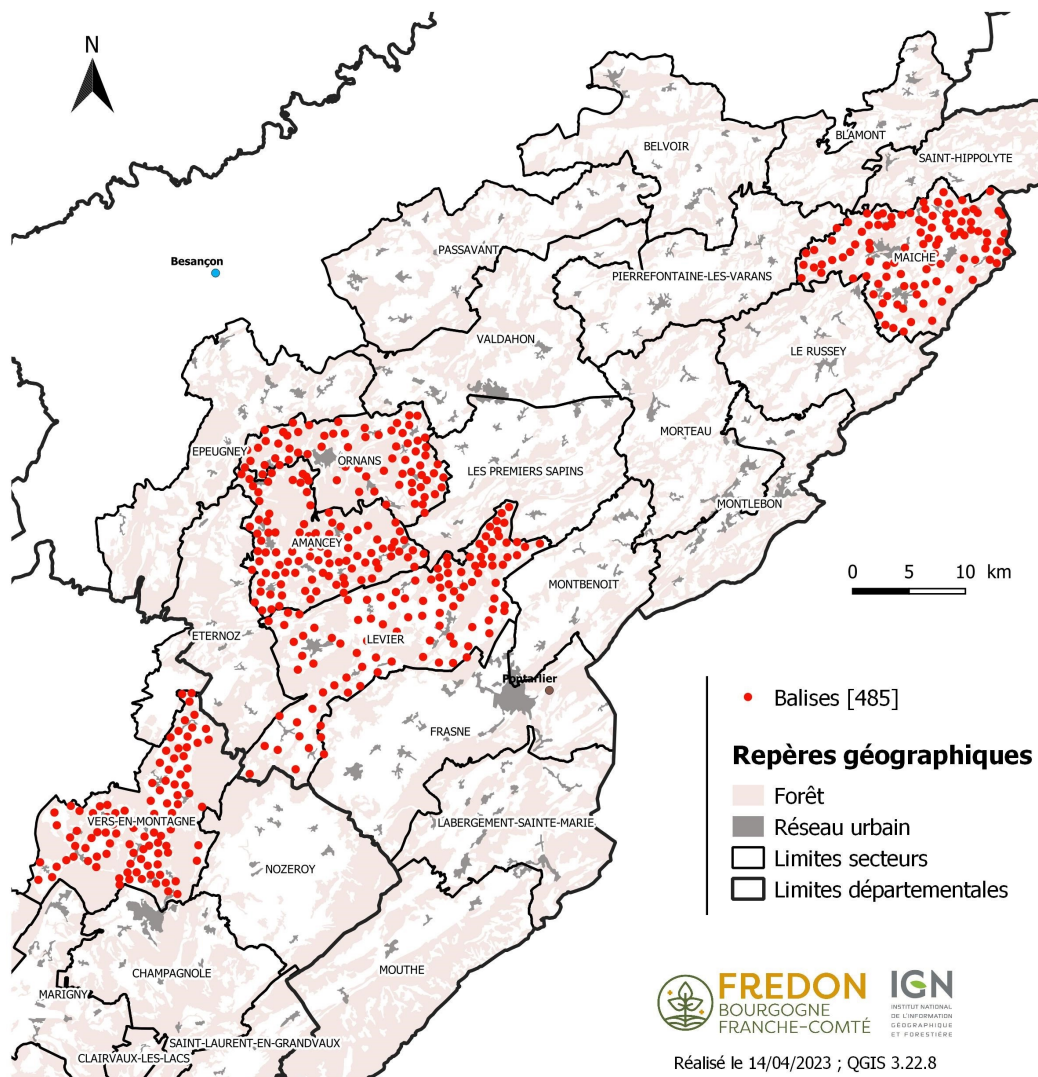 N
BELVOIR
BLAMONT
SAINT-HIPPOLYTE
PASSAVANT
Besançon
MAICHE
PIERREFONTAINE-LES-VARANS
VALDAHON
LE RUSSEY
MORTEAU
EPEUGNEY
ORNANS
LES PREMIERS SAPINS
MONTLEBON
AMANCEY
MONTBENOIT
0 5 10 km
ETERNOZ
LEVIER
Pontarlier
FRASNE
Balises [485]
Repères géographiques
Forêt
Réseau urbain
Limites secteurs
Limites départementales
VERS-EN-MONTAGNE
LABERGEMENT-SAINTE-MARIE
NOZEROY
CHAMPAGNOLE
MOUTHE
MARIGNY
SAINT-LAURENT-EN-GRANDVAUX
CLAIRVAUX-LES-LACS
FREDON
BOURGOGNE
FRANCHE-COMTÉ
IGN
INSTITUT NATIONAL
DE L'INFORMATION
GÉOGRAPHIQUE
ET FORESTIÈRE
Réalisé le 14/04/2023 ; QGIS 3.22.8